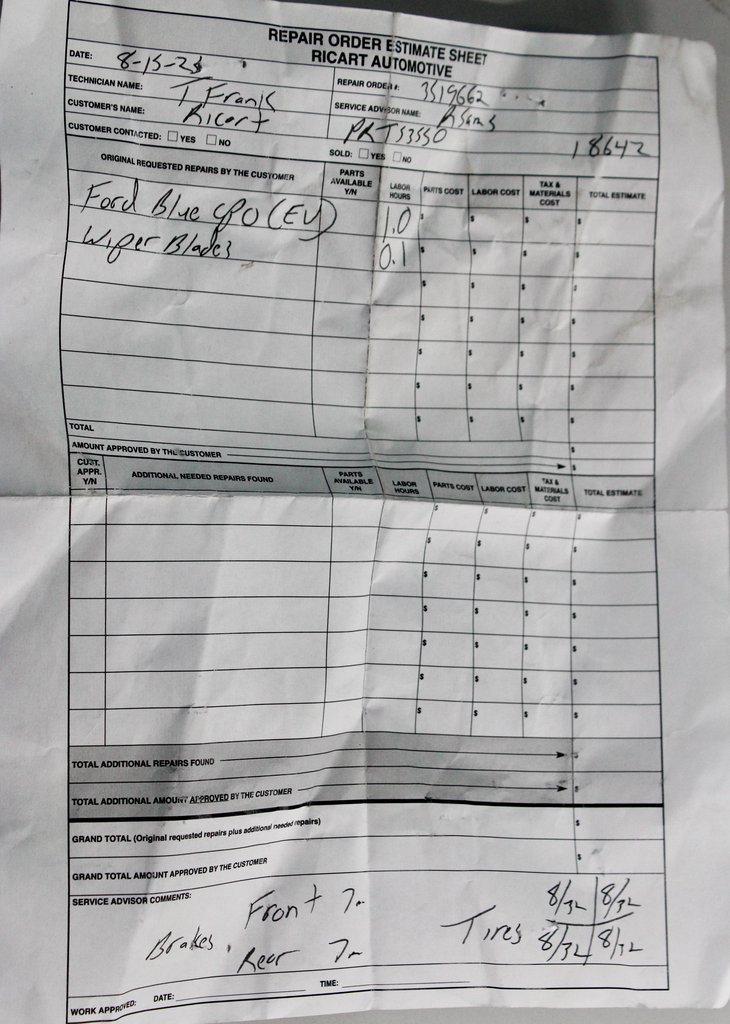 REPAIR ORDER ESTIMATE SHEET
RICART AUTOMOTIVE
DATE: 8-15-23
REPAIR ORDER #: 3519662
TECHNICIAN NAME: T Franks
SERVICE ADVISOR NAME:
CUSTOMER'S NAME: Ricart
PRT53550
18642
CUSTOMER CONTACTED: ☐ YES ☐ NO
SOLD: ☐ YES ☐ NO
ORIGINAL REQUESTED REPAIRS BY THE CUSTOMER PARTS AVAILABLE Y/N LABOR HOURS PARTS COST LABOR COST TAX & MATERIALS COST TOTAL ESTIMATE
Ford Blue CPO (EV) 1.0 $ $ $ $
Wiper Blades 0.1 $ $ $ $
$ $ $ $
$ $ $ $
$ $ $ $
$ $ $ $
$ $ $ $
TOTAL $
AMOUNT APPROVED BY THE CUSTOMER $
CUST. APPR. Y/N ADDITIONAL NEEDED REPAIRS FOUND PARTS AVAILABLE Y/N LABOR HOURS PARTS COST LABOR COST TAX & MATERIALS COST TOTAL ESTIMATE
$ $ $ $
$ $ $ $
$ $ $ $
$ $ $ $
$ $ $ $
$ $ $ $
$ $ $ $
TOTAL ADDITIONAL REPAIRS FOUND $
TOTAL ADDITIONAL AMOUNT APPROVED BY THE CUSTOMER $
GRAND TOTAL (Original requested repairs plus additional needed repairs) $
GRAND TOTAL AMOUNT APPROVED BY THE CUSTOMER $
SERVICE ADVISOR COMMENTS:
Brakes. Front 7m
Rear 7m
Tires 8/32 8/32
8/32 8/32
WORK APPROVED: DATE: TIME: